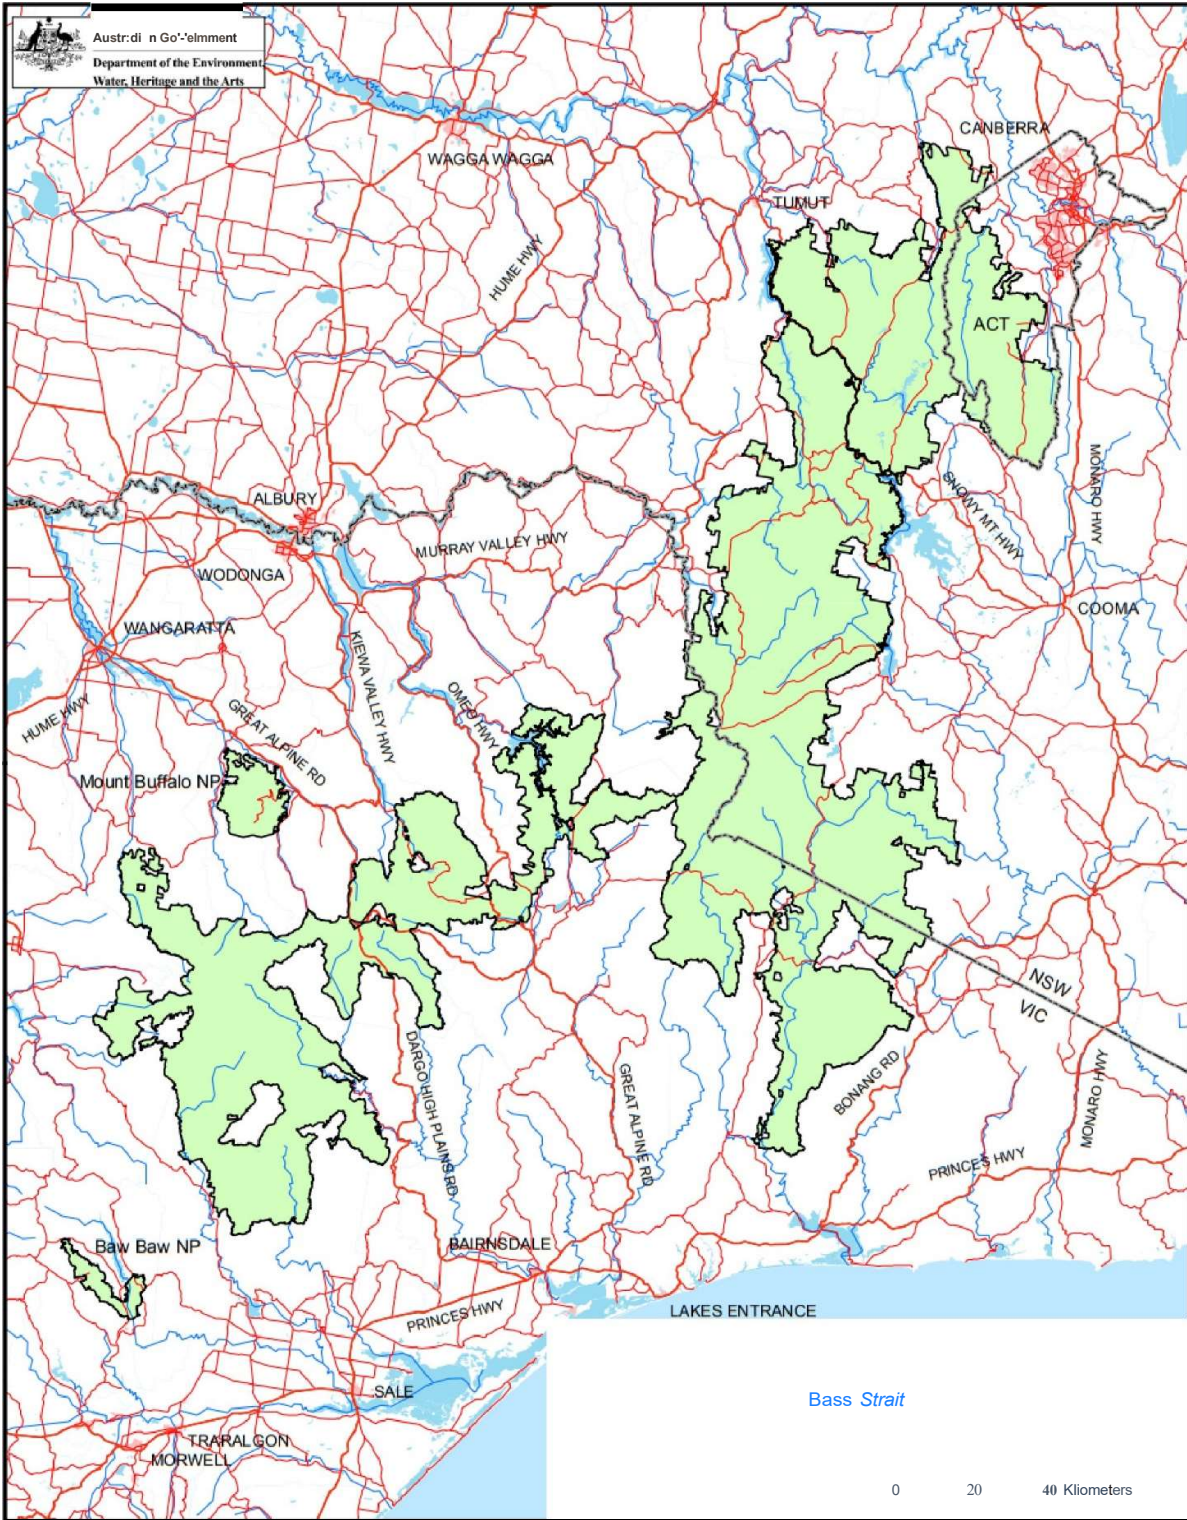 Austr:di n Go'-'elmment
Department of the Environment,
Water, Heritage and the Arts
CANBERRA
WAGGA WAGGA
TUMUT
HUME HWY
ACT
MONARO HWY
SNOWY MT HWY
ALBURY
MURRAY VALLEY HWY
WODONGA
COOMA
WANGARATTA
KIEWA VALLEY HWY
OMEO HWY
HUME HWY
GREAT ALPINE RD
Mount Buffalo NP
NSW
VIC
DARGO HIGH PLAINS RD
GREAT ALPINE RD
BONANG RD
MONARO HWY
PRINCES HWY
Baw Baw NP
BAIRNSDALE
LAKES ENTRANCE
PRINCES HWY
SALE
Bass Strait
TRARALGON
MORWELL
0 20 40 Kliometers